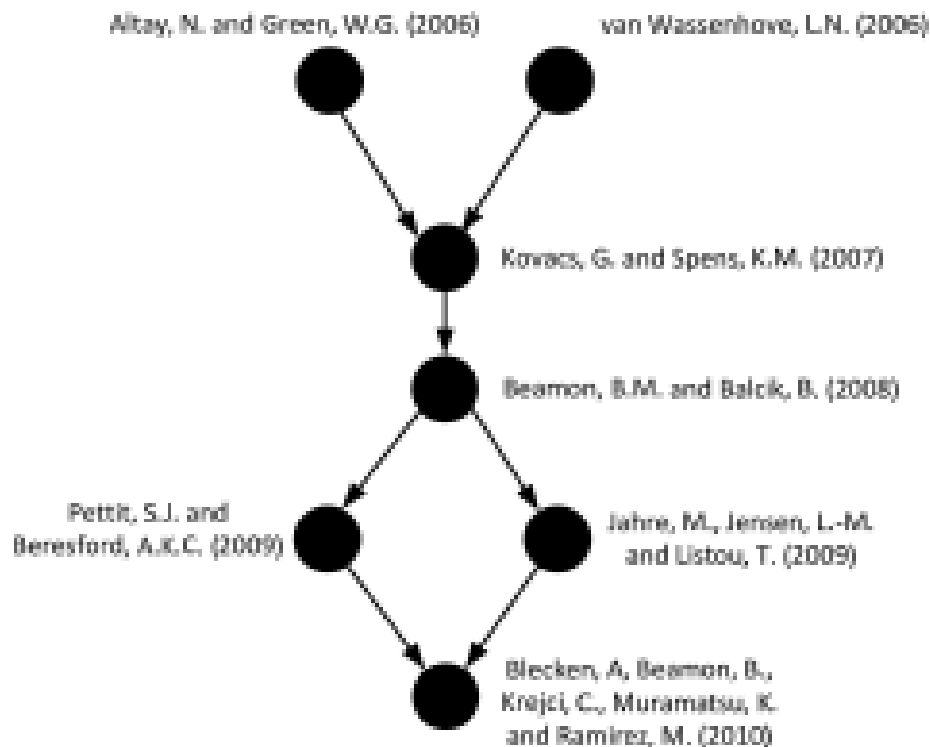 Altay, N. and Green, W.G. (2006)
van Wassenhove, L.N. (2006)
Kovacs, G. and Spens, K.M. (2007)
Beamon, B.M. and Balcik, B. (2008)
Pettit, S.J. and
Beresford, A.K.C. (2009)
Jahre, M., Jensen, L.-M.
and Listou, T. (2009)
Blecken, A, Beamon, B.,
Krejci, C., Muramatsu, K.
and Ramirez, M. (2010)